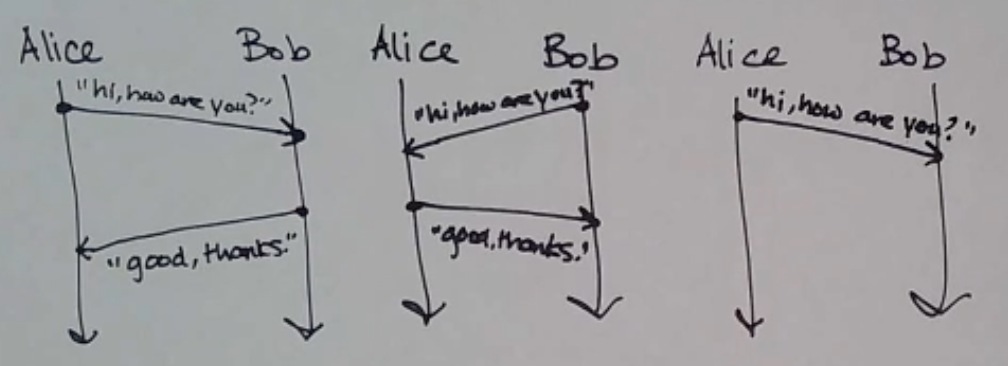 Alice Bob Alice Bob Alice Bob
"hi, how are you?" "hi, how are you?" "hi, how are you?"
"good, thanks." "good, thanks."